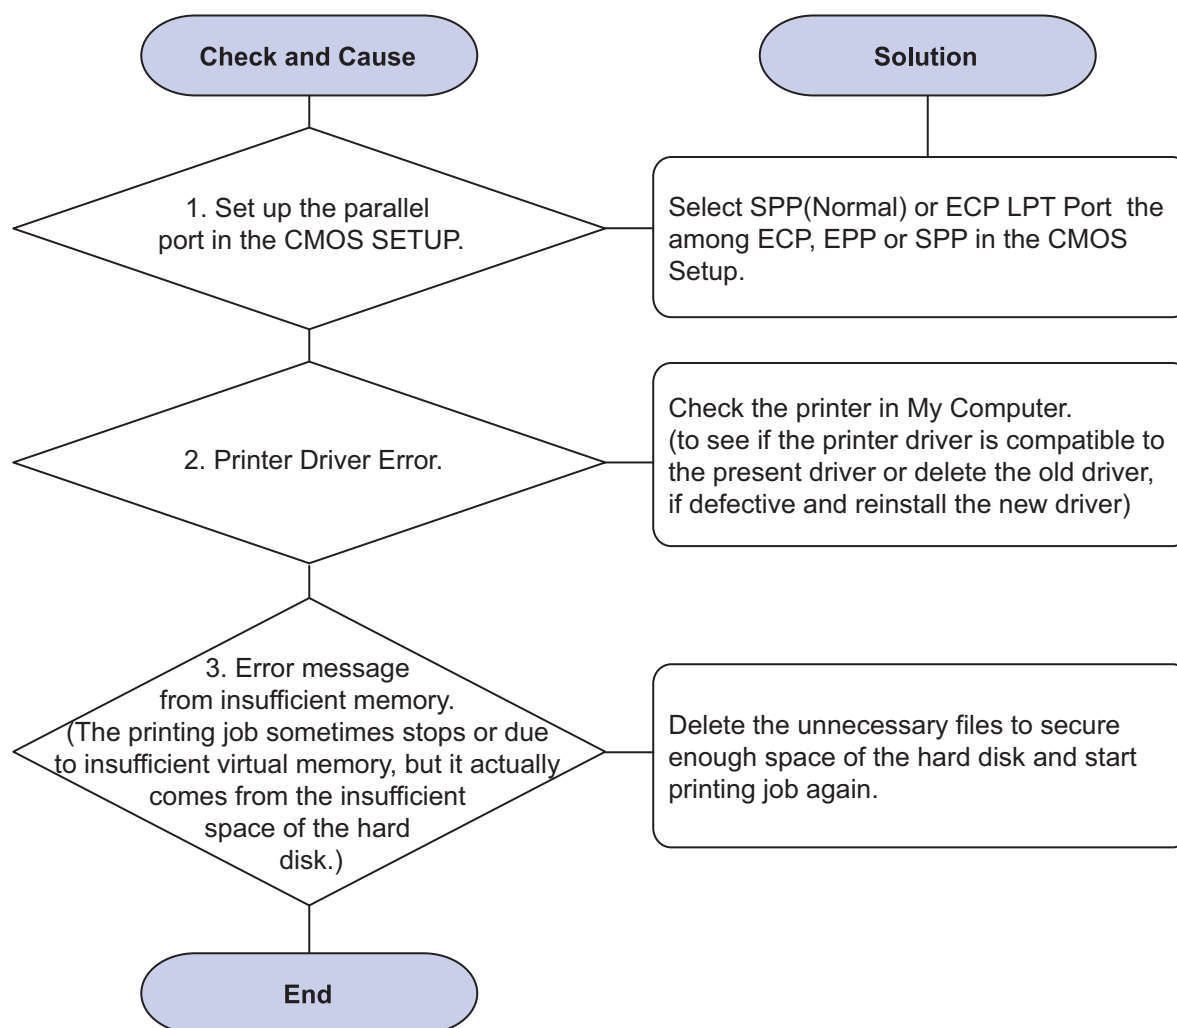 Check and Cause
Solution
1. Set up the parallel
port in the CMOS SETUP.
Select SPP(Normal) or ECP LPT Port  the
among ECP, EPP or SPP in the CMOS
Setup.
2. Printer Driver Error.
Check the printer in My Computer.
(to see if the printer driver is compatible to
the present driver or delete the old driver,
if defective and reinstall the new driver)
3. Error message
from insufficient memory.
(The printing job sometimes stops or due
to insufficient virtual memory, but it actually
comes from the insufficient
space of the hard
disk.)
Delete the unnecessary files to secure
enough space of the hard disk and start
printing job again.
End